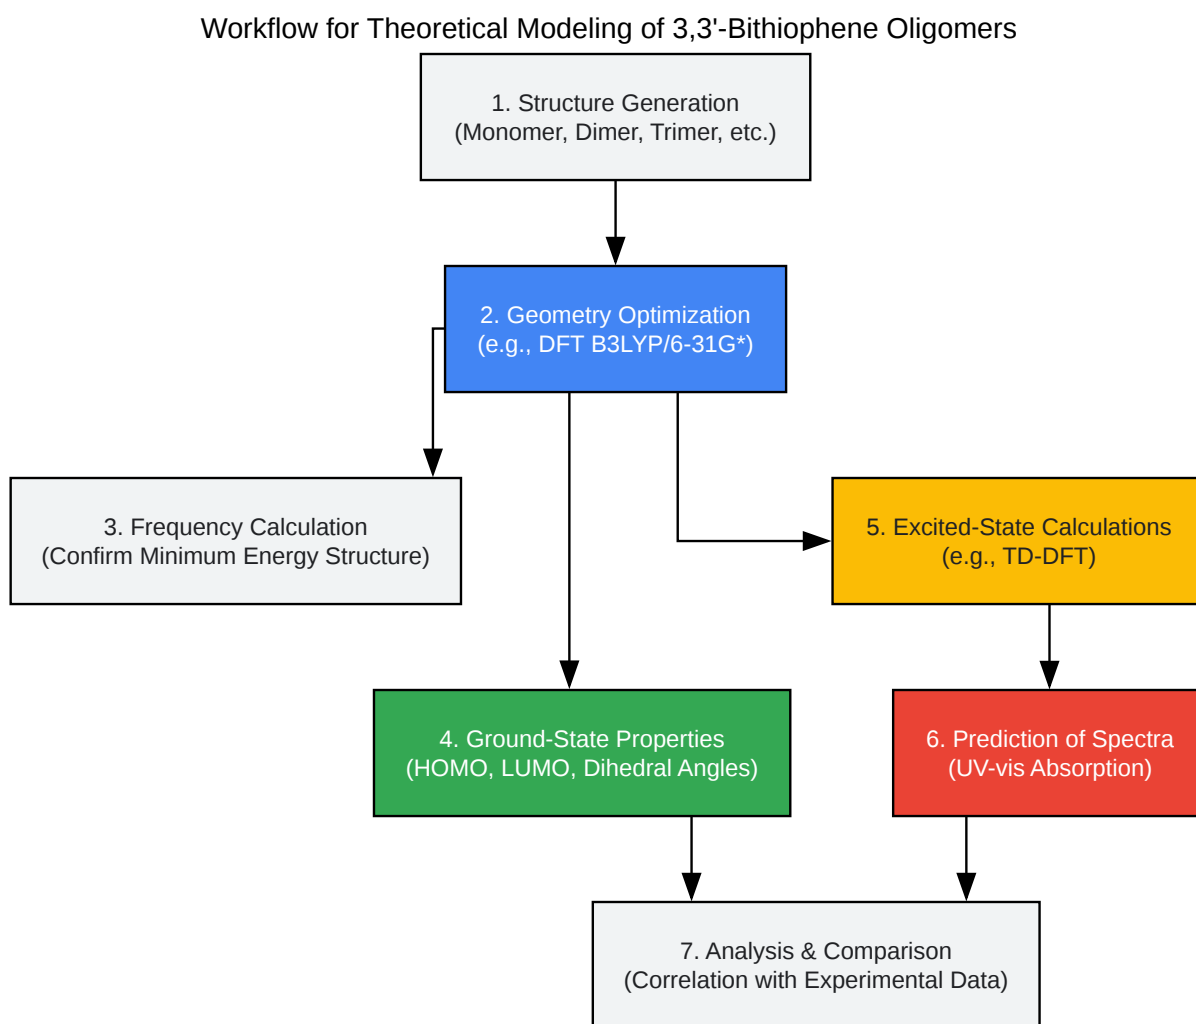 Workflow for Theoretical Modeling of 3,3'-Bithiophene Oligomers
1. Structure Generation
(Monomer, Dimer, Trimer, etc.)
2. Geometry Optimization
(e.g., DFT B3LYP/6-31G*)
3. Frequency Calculation
(Confirm Minimum Energy Structure)
5. Excited-State Calculations
(e.g., TD-DFT)
4. Ground-State Properties
(HOMO, LUMO, Dihedral Angles)
6. Prediction of Spectra
(UV-vis Absorption)
7. Analysis & Comparison
(Correlation with Experimental Data)